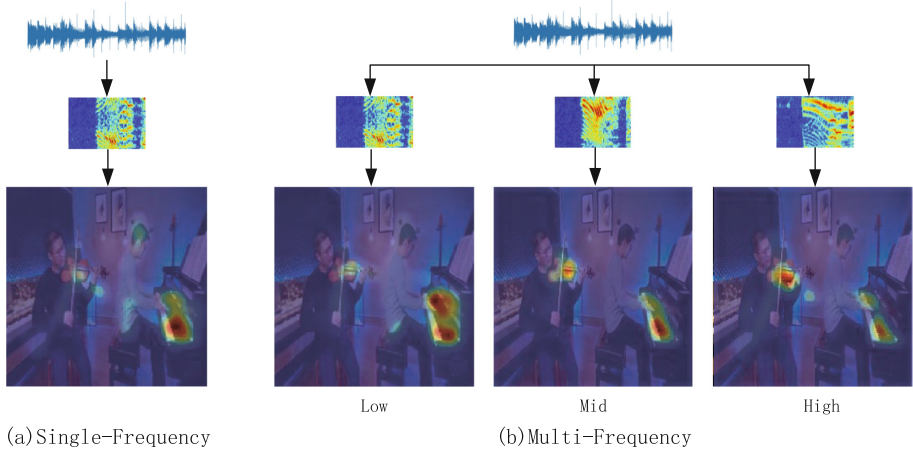 Low
Mid
High
(a)Single-Frequency
(b)Multi-Frequency